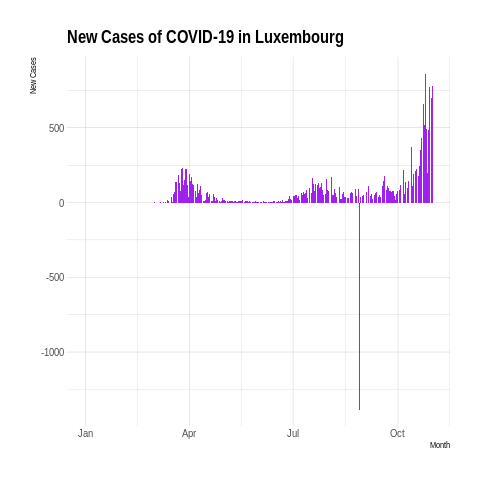 New Cases of COVID-19 in Luxembourg
New Cases
500
0
-500
-1000
Jan Apr Jul Oct
Month